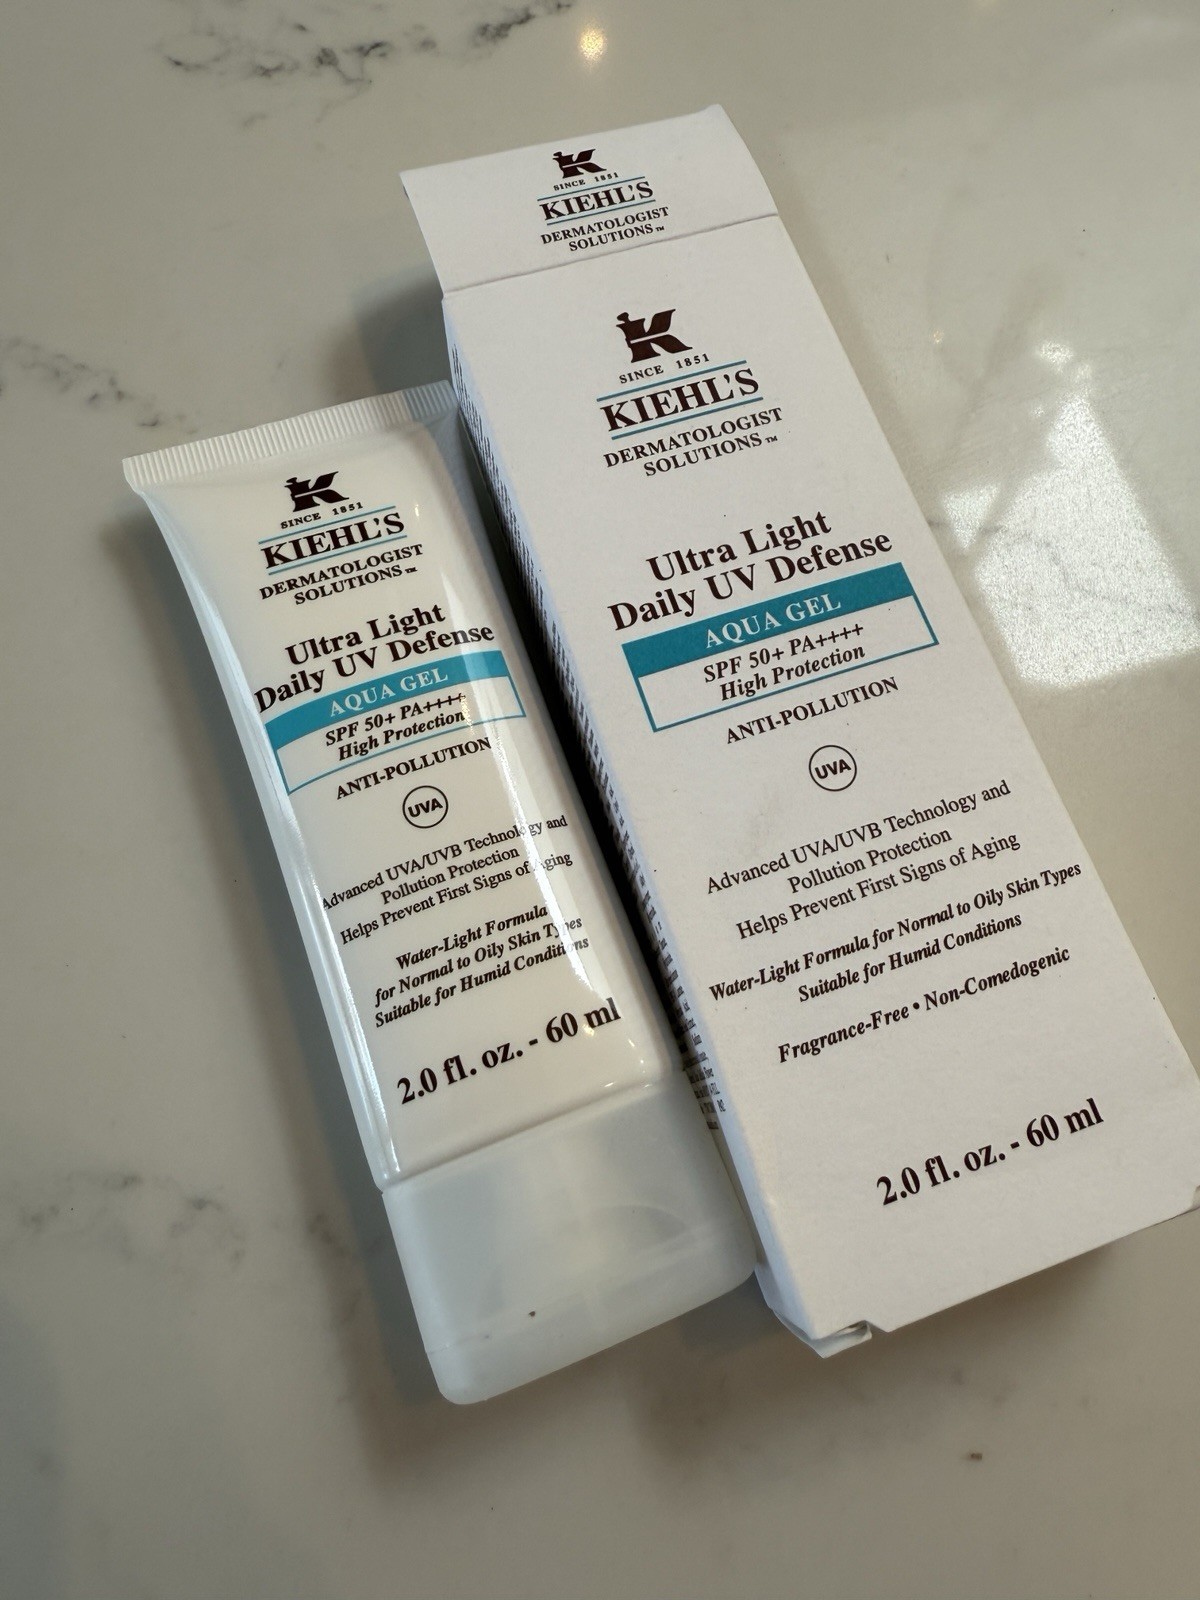 K
SINCE 1851
KIEHL'S
DERMATOLOGIST
SOLUTIONS™
Ultra Light
Daily UV Defense
AQUA GEL
SPF 50+ PA++++
High Protection
ANTI-POLLUTION
UVA
Advanced UVA/UVB Technology and
Pollution Protection
Helps Prevent First Signs of Aging
Water-Light Formula
for Normal to Oily Skin Types
Suitable for Humid Conditions
2.0 fl. oz. - 60 ml
K
SINCE 1851
KIEHL'S
DERMATOLOGIST
SOLUTIONS™
K
SINCE 1851
KIEHL'S
DERMATOLOGIST
SOLUTIONS™
Ultra Light
Daily UV Defense
AQUA GEL
SPF 50+ PA++++
High Protection
ANTI-POLLUTION
UVA
Advanced UVA/UVB Technology and
Pollution Protection
Helps Prevent First Signs of Aging
Water-Light Formula for Normal to Oily Skin Types
Suitable for Humid Conditions
Fragrance-Free • Non-Comedogenic
2.0 fl. oz. - 60 ml